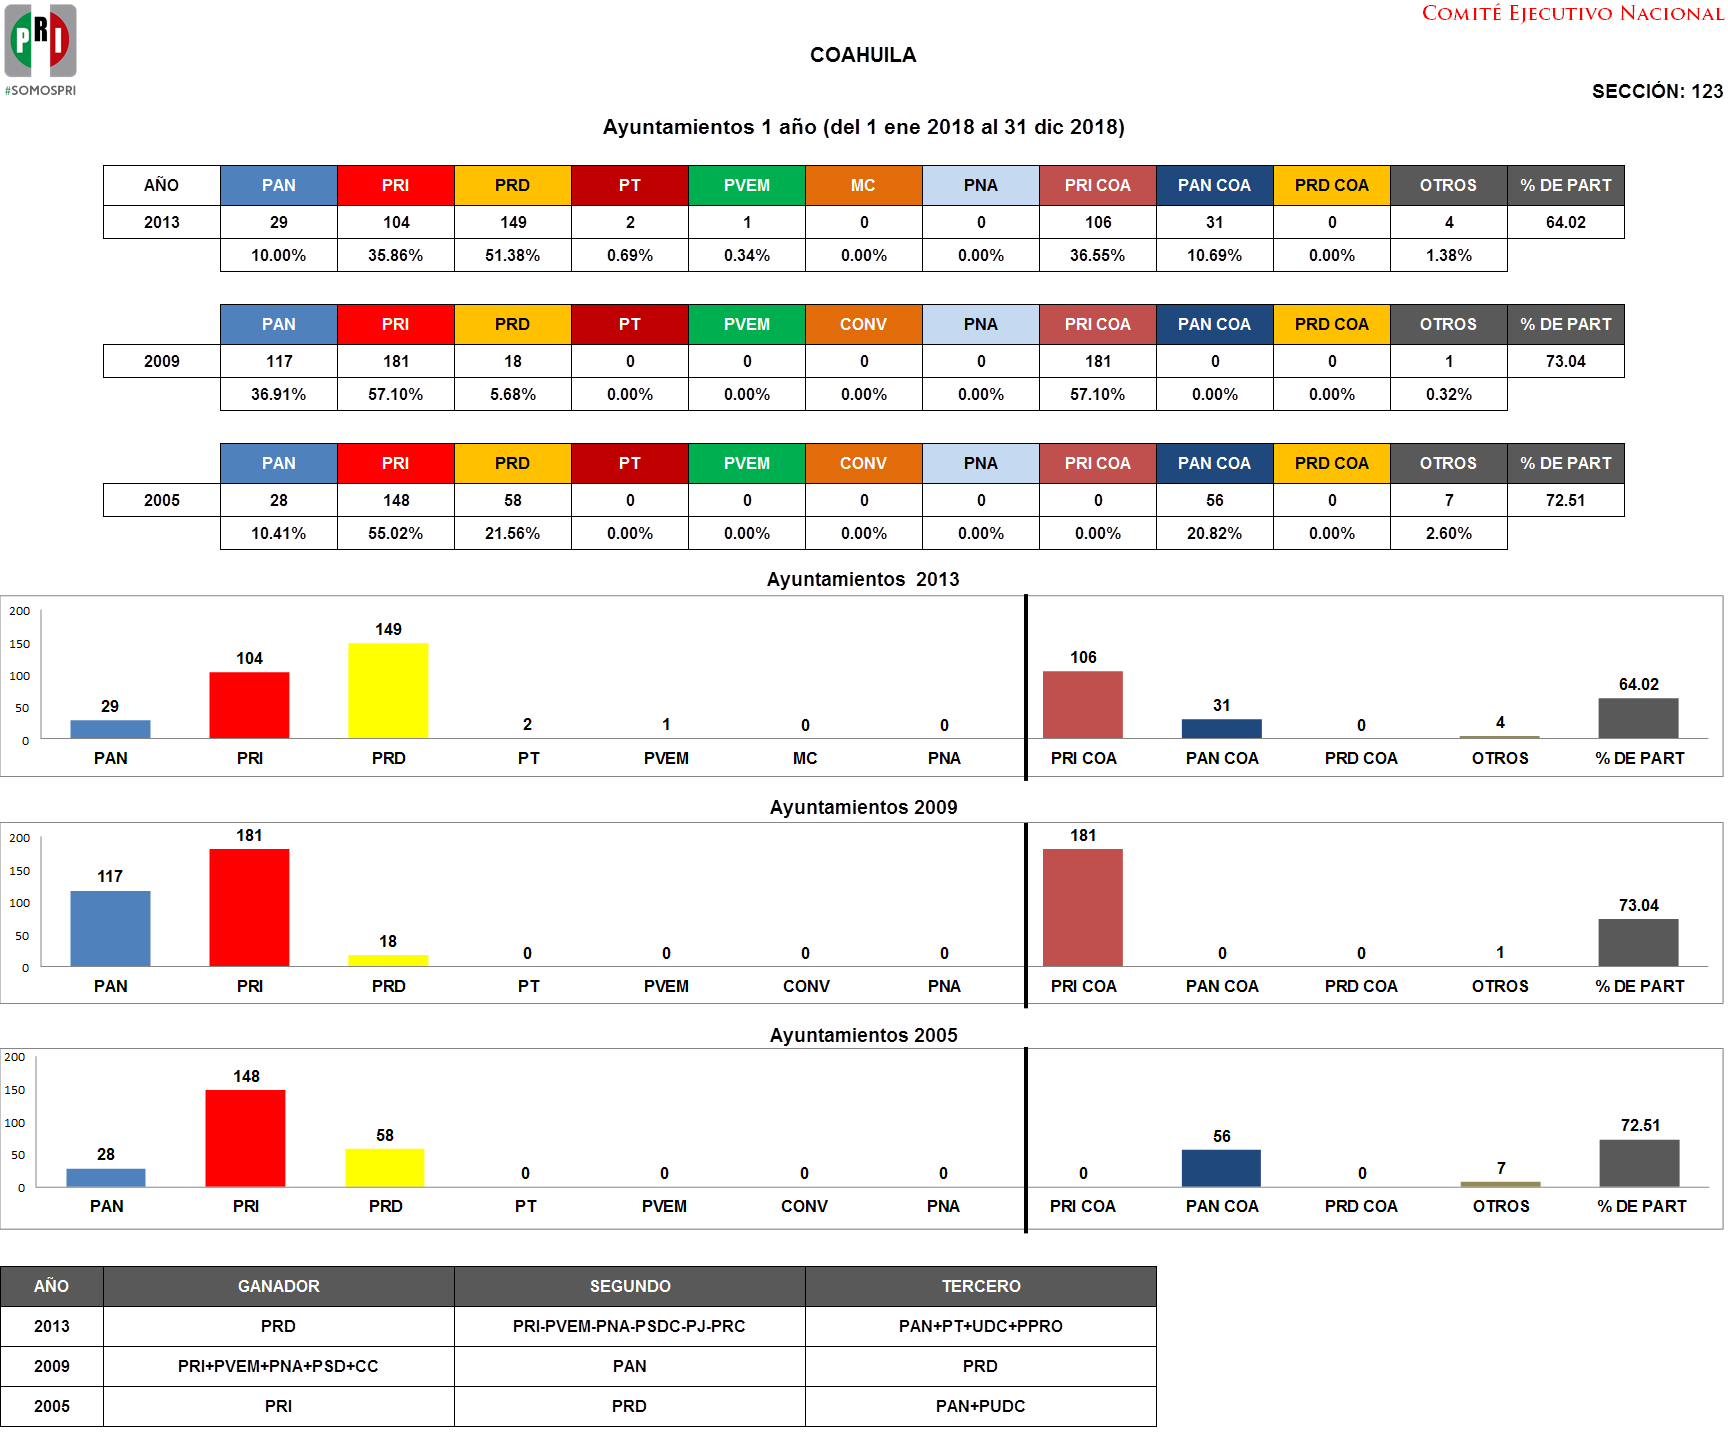 COMITÉ EJECUTIVO NACIONAL
PRI
#SOMOSPRI
COAHUILA
SECCIÓN: 123
Ayuntamientos 1 año (del 1 ene 2018 al 31 dic 2018)
AÑO PAN PRI PRD PT PVEM MC PNA PRI COA PAN COA PRD COA OTROS % DE PART
2013 29 104 149 2 1 0 0 106 31 0 4 64.02
10.00% 35.86% 51.38% 0.69% 0.34% 0.00% 0.00% 36.55% 10.69% 0.00% 1.38%
PAN PRI PRD PT PVEM CONV PNA PRI COA PAN COA PRD COA OTROS % DE PART
2009 117 181 18 0 0 0 0 181 0 0 1 73.04
36.91% 57.10% 5.68% 0.00% 0.00% 0.00% 0.00% 57.10% 0.00% 0.00% 0.32%
PAN PRI PRD PT PVEM CONV PNA PRI COA PAN COA PRD COA OTROS % DE PART
2005 28 148 58 0 0 0 0 0 56 0 7 72.51
10.41% 55.02% 21.56% 0.00% 0.00% 0.00% 0.00% 0.00% 20.82% 0.00% 2.60%
Ayuntamientos 2013
200
150
100
50
0
29 104 149 2 1 0 0 106 31 0 4 64.02
PAN PRI PRD PT PVEM MC PNA PRI COA PAN COA PRD COA OTROS % DE PART
Ayuntamientos 2009
200
150
100
50
0
117 181 18 0 0 0 0 181 0 0 1 73.04
PAN PRI PRD PT PVEM CONV PNA PRI COA PAN COA PRD COA OTROS % DE PART
Ayuntamientos 2005
200
150
100
50
0
28 148 58 0 0 0 0 0 56 0 7 72.51
PAN PRI PRD PT PVEM CONV PNA PRI COA PAN COA PRD COA OTROS % DE PART
AÑO GANADOR SEGUNDO TERCERO
2013 PRD PRI-PVEM-PNA-PSDC-PJ-PRC PAN+PT+UDC+PPRO
2009 PRI+PVEM+PNA+PSD+CC PAN PRD
2005 PRI PRD PAN+PUDC